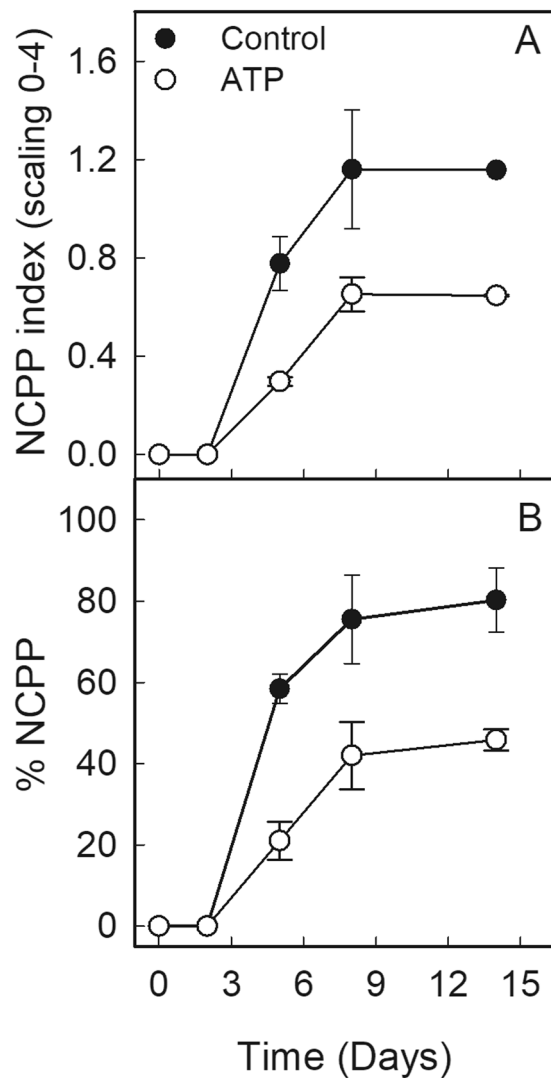 Control
ATP
A
NCPP index (scaling 0-4)
1.6
1.2
0.8
0.4
0.0
B
% NCPP
100
80
60
40
20
0
0 3 6 9 12 15
Time (Days)